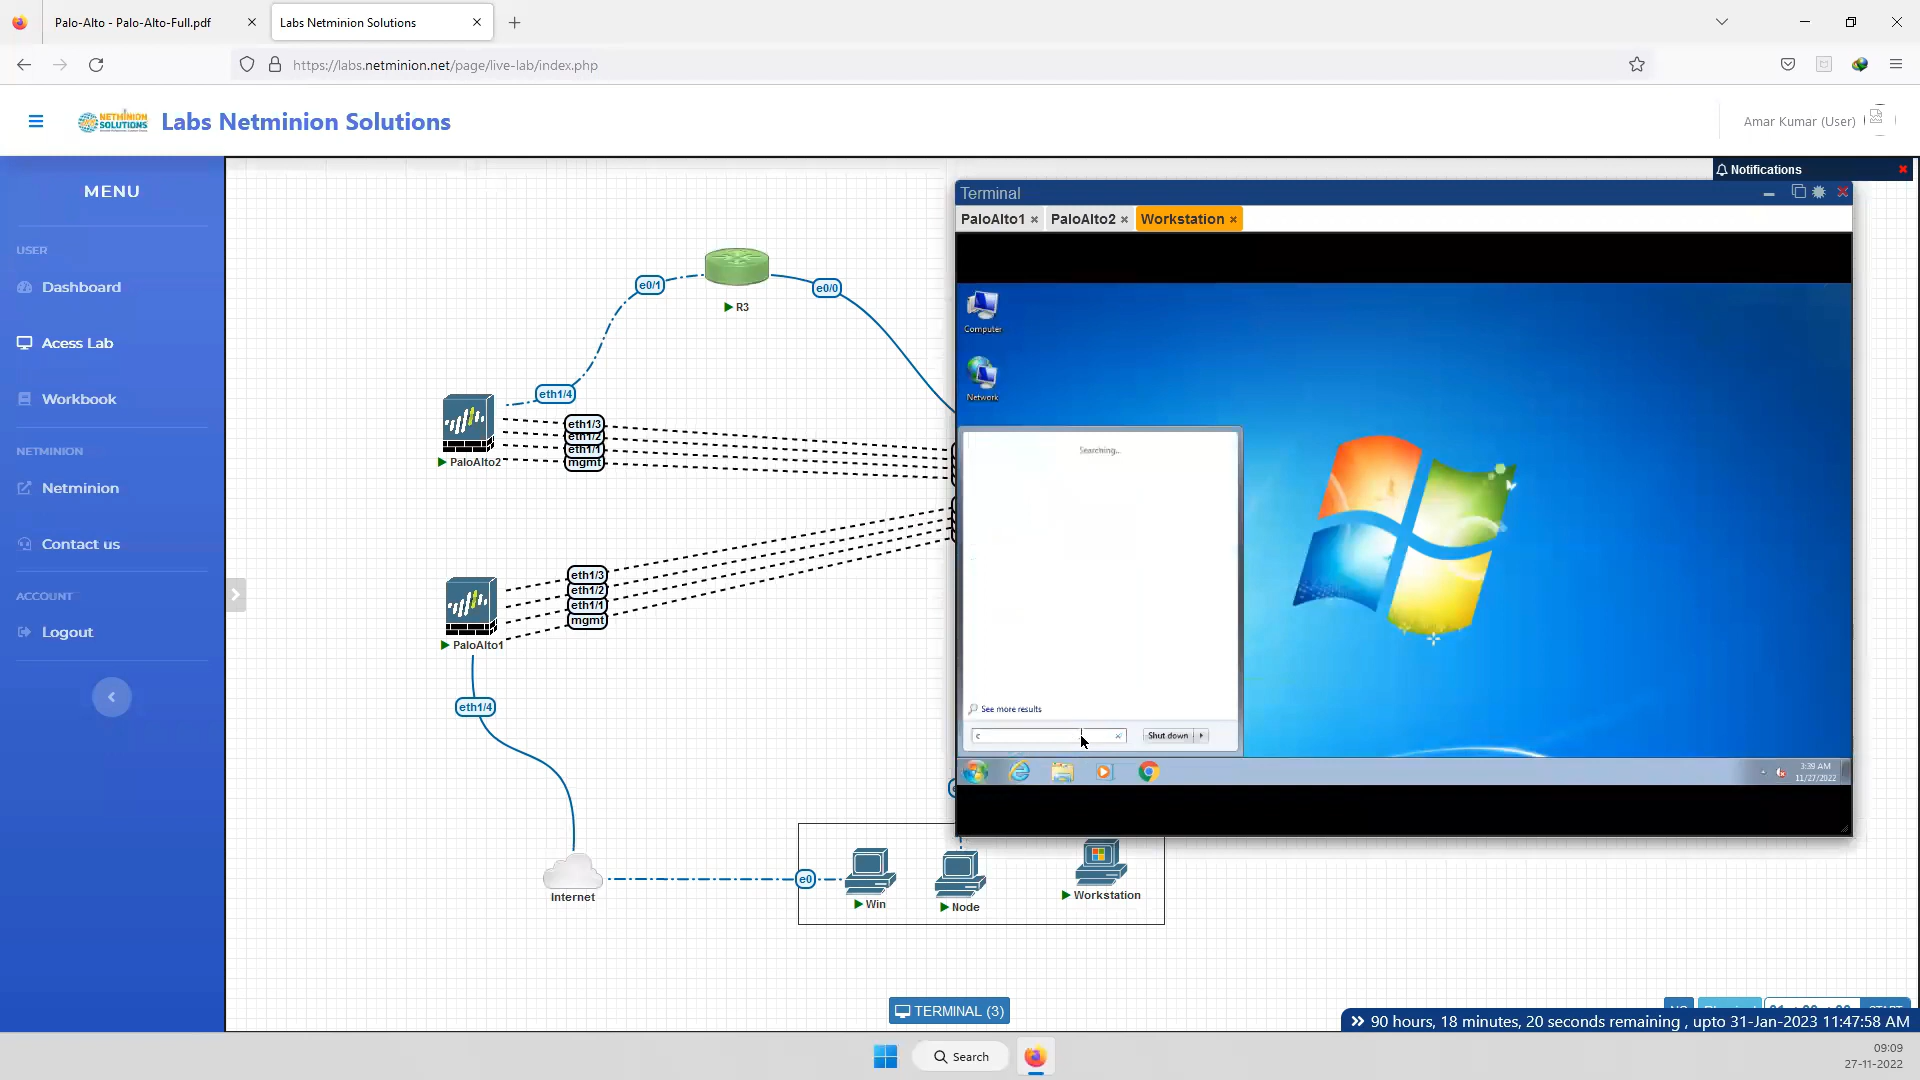 Palo-Alto - Palo-Alto-Full.pdf
Labs Netminion Solutions
https://labs.netminion.net/page/live-lab/index.php
NETMINION SOLUTIONS
Labs Netminion Solutions
Amar Kumar (User)
MENU
USER
Dashboard
Acess Lab
Workbook
NETMINION
Netminion
Contact us
ACCOUNT
Logout
Notifications
Terminal
PaloAlto1
PaloAlto2
Workstation
Computer
Network
Searching...
See more results
c
Shut down
3:39 AM
11/27/2022
e0/1
e0/0
R3
eth1/4
eth1/3
eth1/2
eth1/1
mgmt
PaloAlto2
eth1/3
eth1/2
eth1/1
mgmt
PaloAlto1
eth1/4
Internet
e0
Win
Node
Workstation
TERMINAL (3)
90 hours, 18 minutes, 20 seconds remaining , upto 31-Jan-2023 11:47:58 AM
Search
09:09
27-11-2022